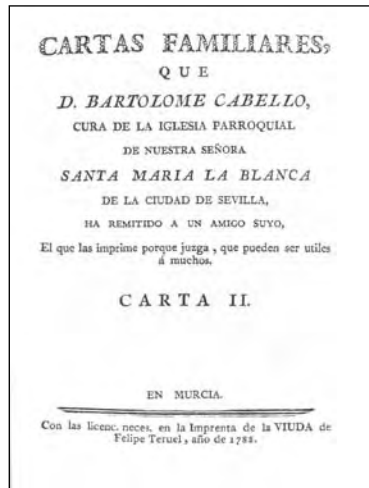 CARTAS FAMILIARES,
QUE
D. BARTOLOME CABELLO,
CURA DE LA IGLESIA PARROQUIAL
DE NUESTRA SEÑORA
SANTA MARIA LA BLANCA
DE LA CIUDAD DE SEVILLA,
HA REMITIDO A UN AMIGO SUYO,
El que las imprime porque juzga , que pueden ser utiles
á muchos.
CARTA II.
EN MURCIA.
Con las licenc. neces. en la Imprenta de la VIUDA de
Felipe Teruel, año de 1788.